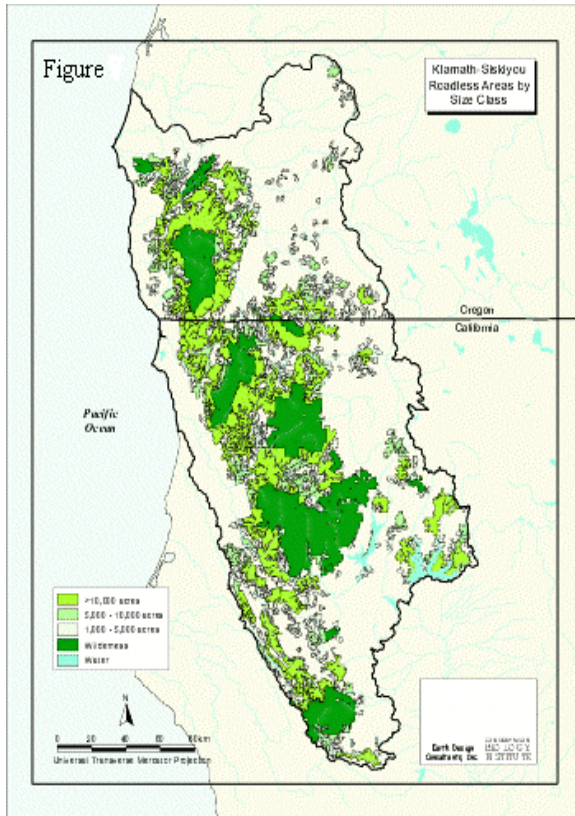 Figure
Klamath-Siskiyou
Roadless Areas by
Size Class
Oregon
California
Pacific
Ocean
>10,000 acres
5,000 - 10,000 acres
1,000 - 5,000 acres
Wilderness
Water
N
0 20 40 60 80km
Universal Transverse Mercator Projection
Earth Design
Consultants, Inc.
CONSERVATION
BIOLOGY
INSTITUTE